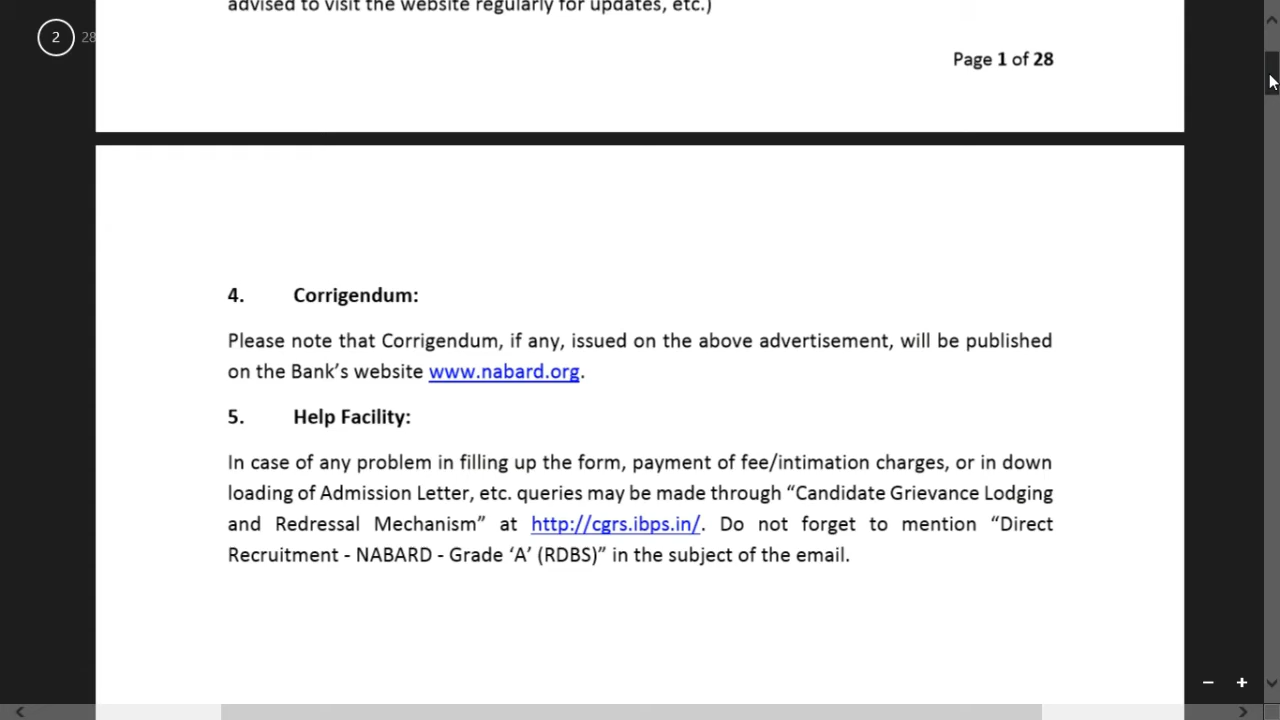 advised to visit the website regularly for updates, etc.)
2 28
Page 1 of 28
4. Corrigendum:
Please note that Corrigendum, if any, issued on the above advertisement, will be published
on the Bank’s website www.nabard.org.
5. Help Facility:
In case of any problem in filling up the form, payment of fee/intimation charges, or in down
loading of Admission Letter, etc. queries may be made through “Candidate Grievance Lodging
and Redressal Mechanism” at http://cgrs.ibps.in/. Do not forget to mention “Direct
Recruitment - NABARD - Grade ‘A’ (RDBS)” in the subject of the email.